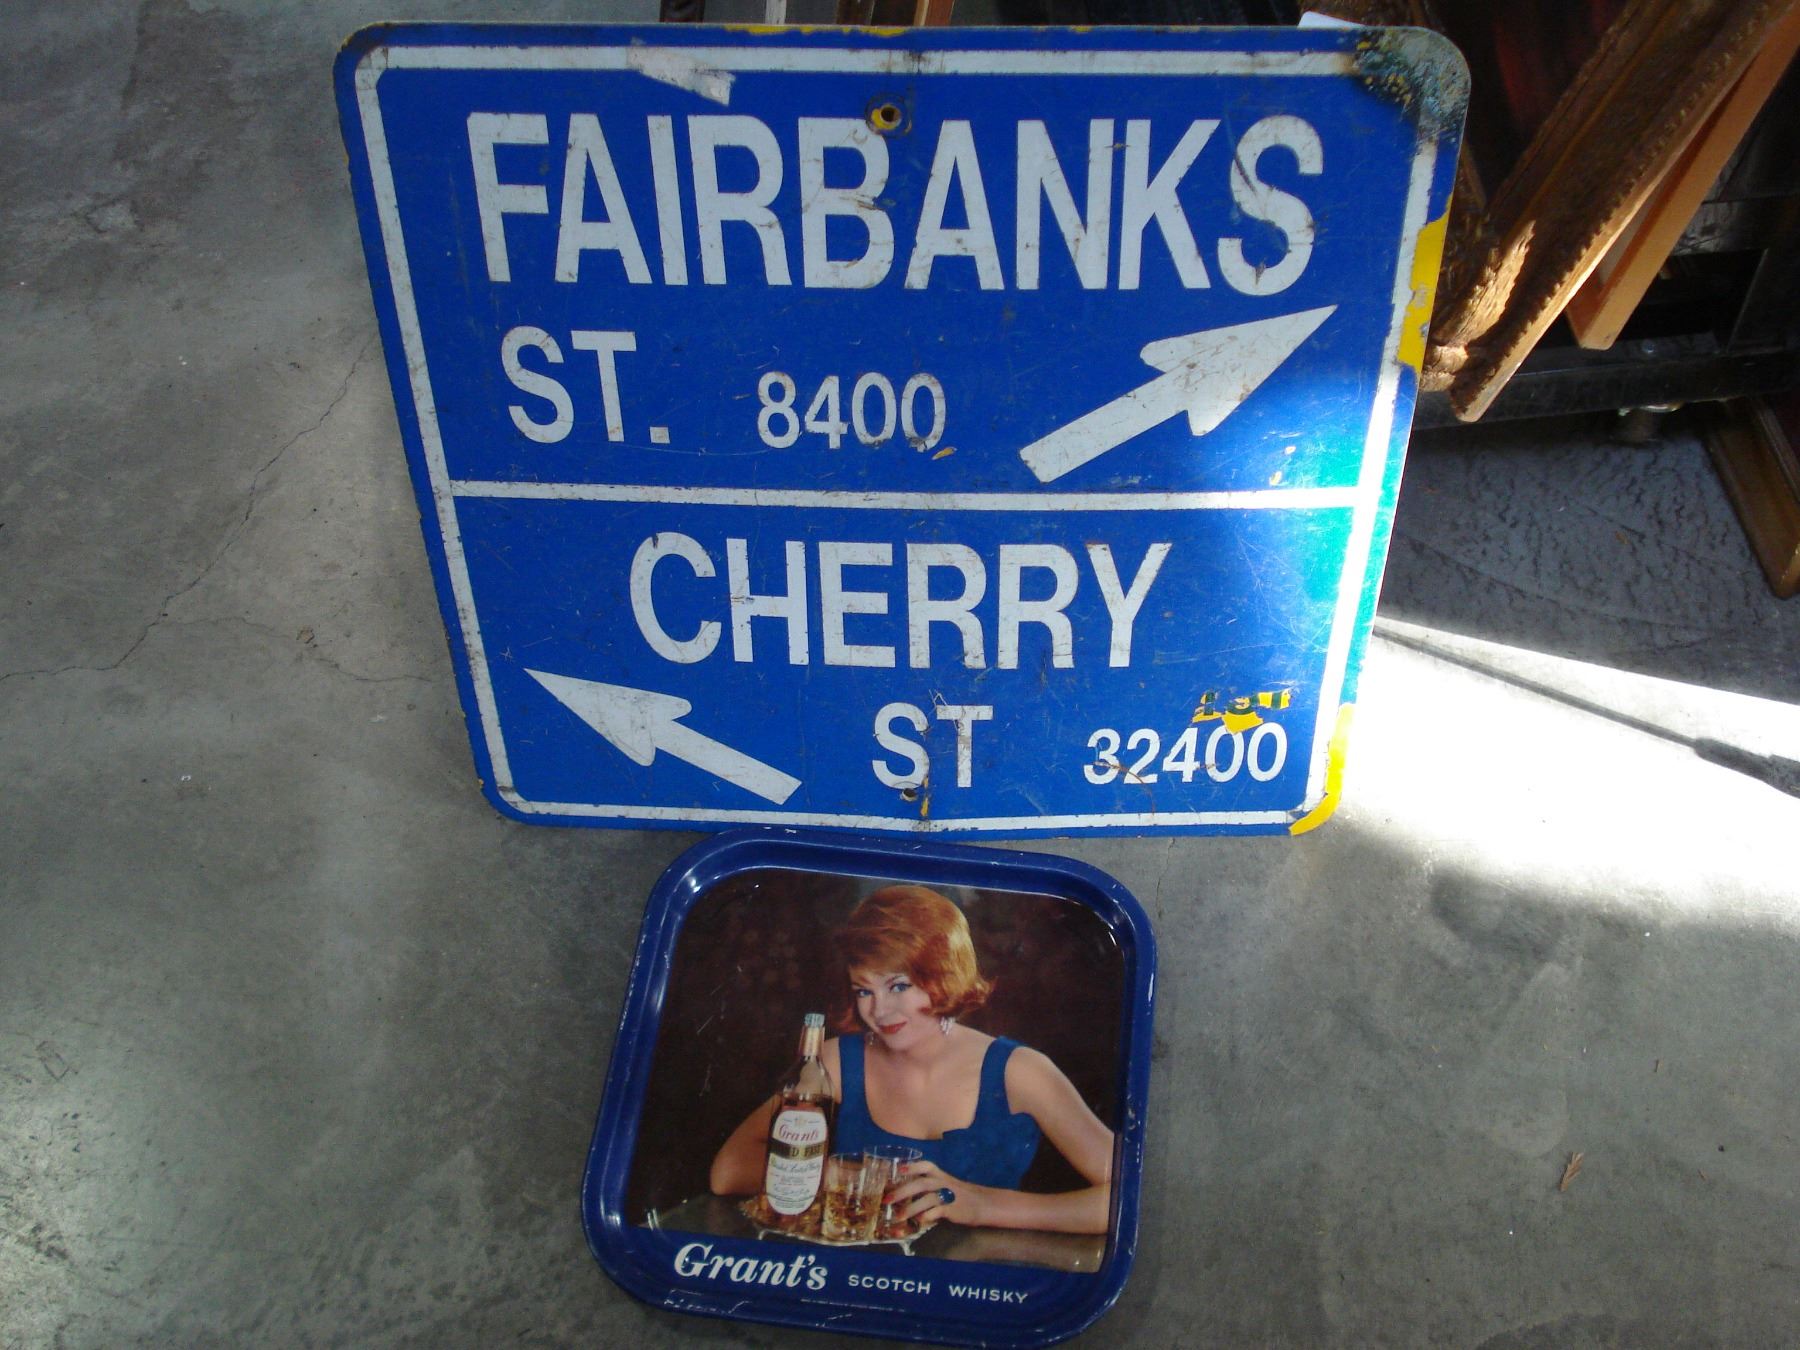 FAIRBANKS
ST. 8400
CHERRY
ST 32400
Grant's
Grant's SCOTCH WHISKY